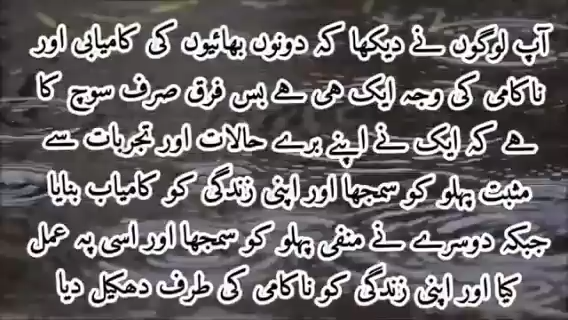 آپ لوگوں نے دیکھا کہ دونوں بھائیوں کی کامیابی اور
ناکامی کی وجہ ایک ہی ہے بس فرق صرف سوچ کا
ہے کہ ایک نے اپنے برے حالات اور تجربات سے
مثبت پہلو کو سمجھا اور اپنی زندگی کو کامیاب بنایا
جبکہ دوسرے نے منفی پہلو کو سمجھا اور اسی پہ عمل
کیا اور اپنی زندگی کو ناکامی کی طرف دھکیل دیا